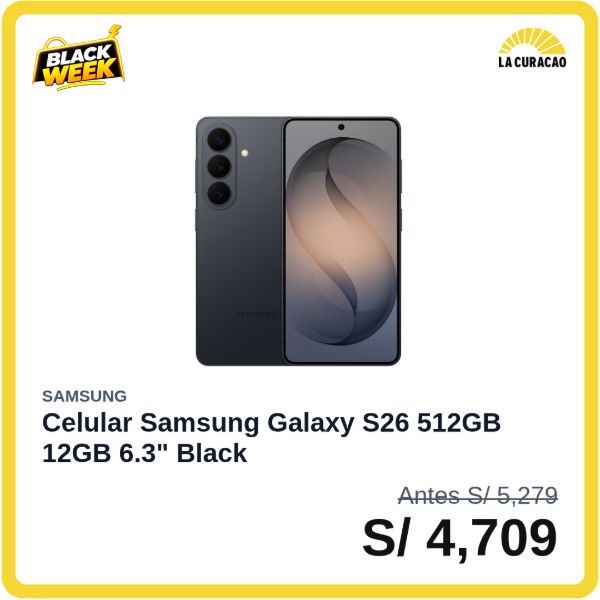 BLACK
WEEK
LA CURACAO
SAMSUNG
SAMSUNG
Celular Samsung Galaxy S26 512GB
12GB 6.3" Black
Antes S/ 5,279
S/ 4,709